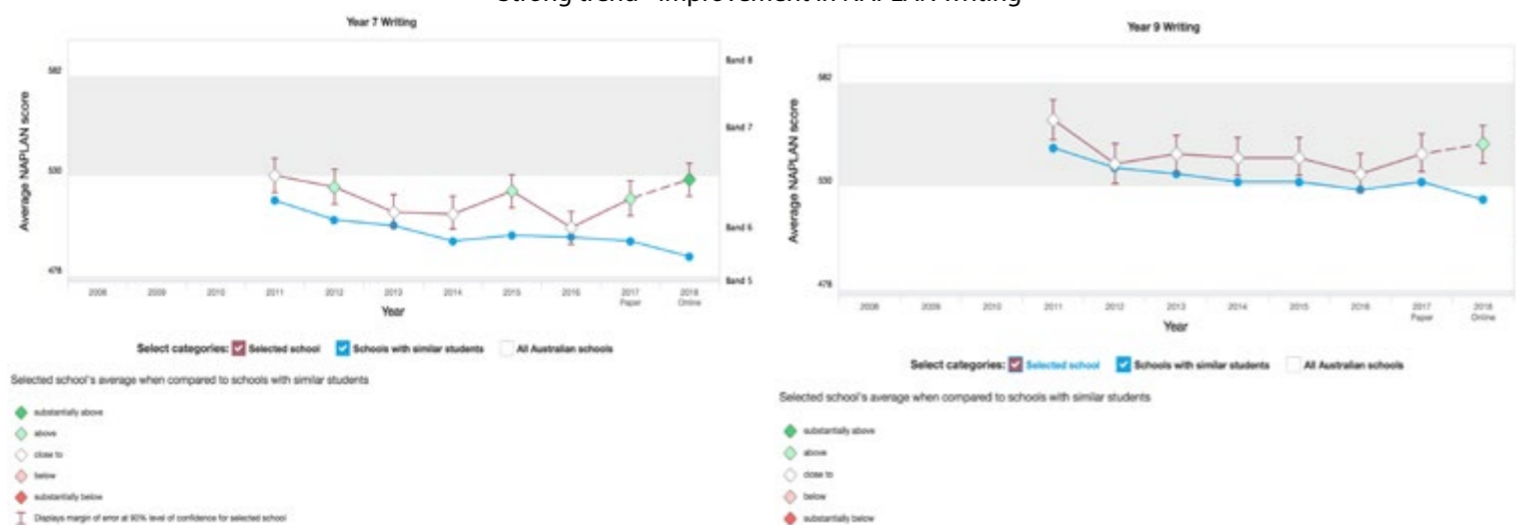 Strong trend - improvement in NAPLAN writing
Year 7 Writing
582
530
478
Average NAPLAN score
Band 8
Band 7
Band 6
Band 5
2008 2009 2010 2011 2012 2013 2014 2015 2016 2017 Paper 2018 Online
Year
Select categories: Selected school Schools with similar students All Australian schools
Selected school's average when compared to schools with similar students
substantially above
above
close to
below
substantially below
Displays margin of error at 90% level of confidence for selected school
Year 9 Writing
582
530
478
Average NAPLAN score
2008 2009 2010 2011 2012 2013 2014 2015 2016 2017 Paper 2018 Online
Year
Select categories: Selected school Schools with similar students All Australian schools
Selected school's average when compared to schools with similar students
substantially above
above
close to
below
substantially below